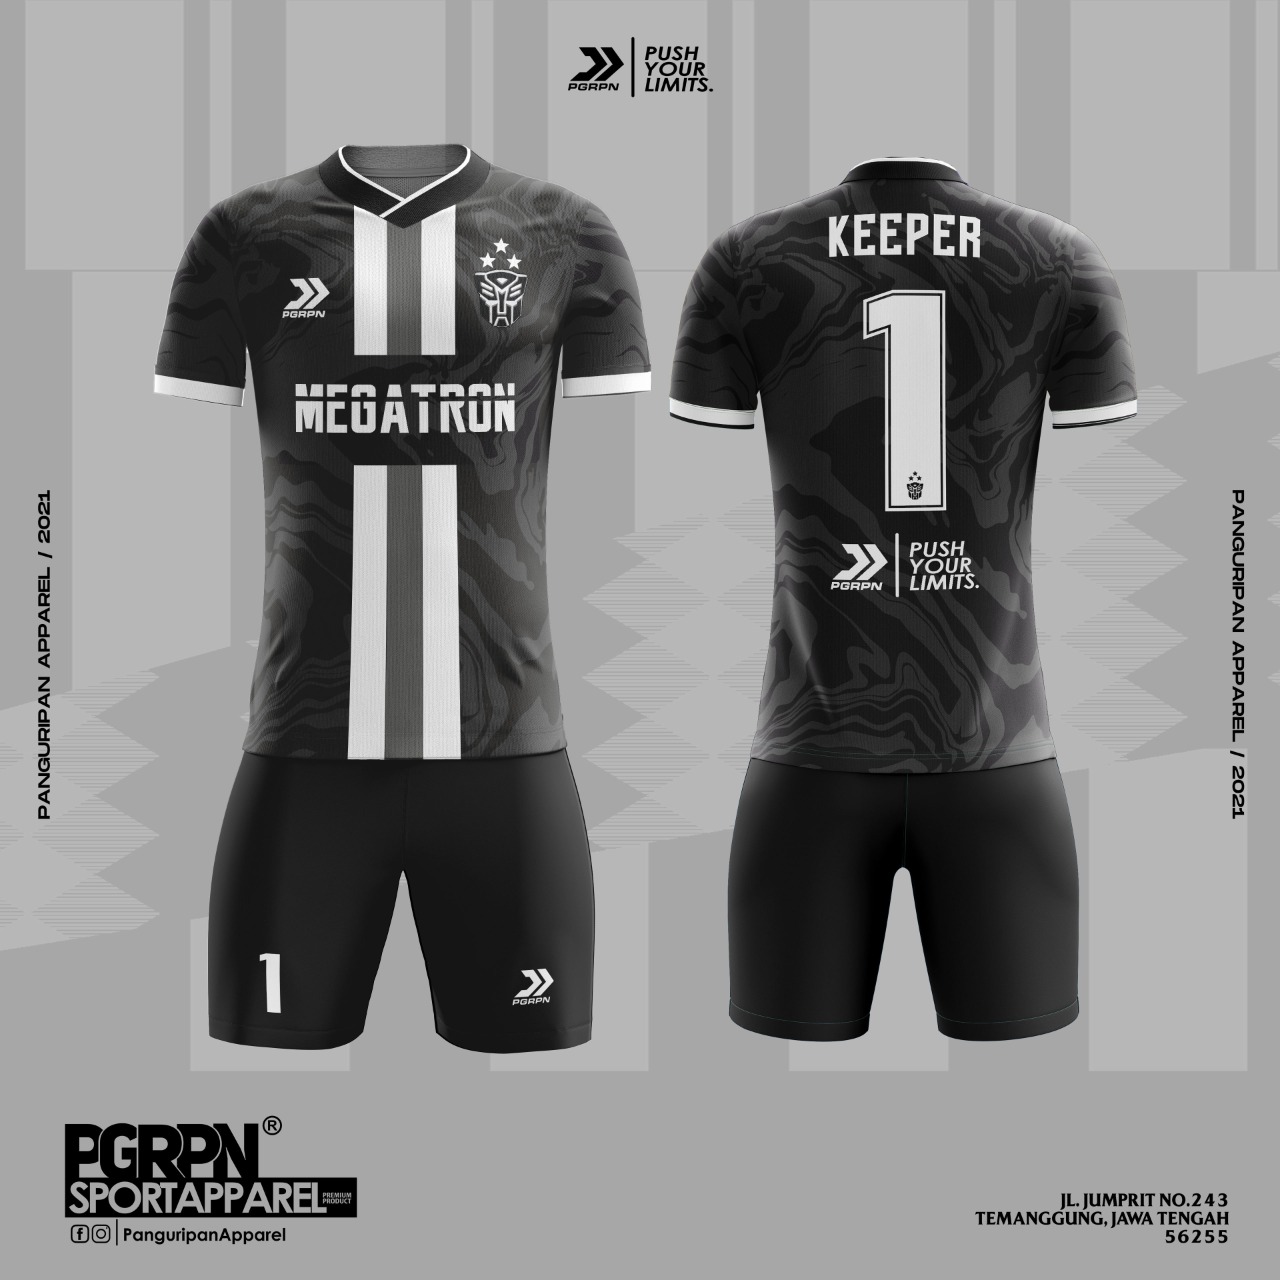 PGRPN
PUSH
YOUR
LIMITS.
PGRPN
MEGATRON
1
PGRPN
KEEPER
1
PGRPN
PUSH
YOUR
LIMITS.
PANGURIPAN APPAREL / 2021
PANGURIPAN APPAREL / 2021
PGRPN®
SPORTAPPAREL
PREMIUM
PRODUCT
PanguripanApparel
JL. JUMPRIT NO.243
TEMANGGUNG, JAWA TENGAH
56255